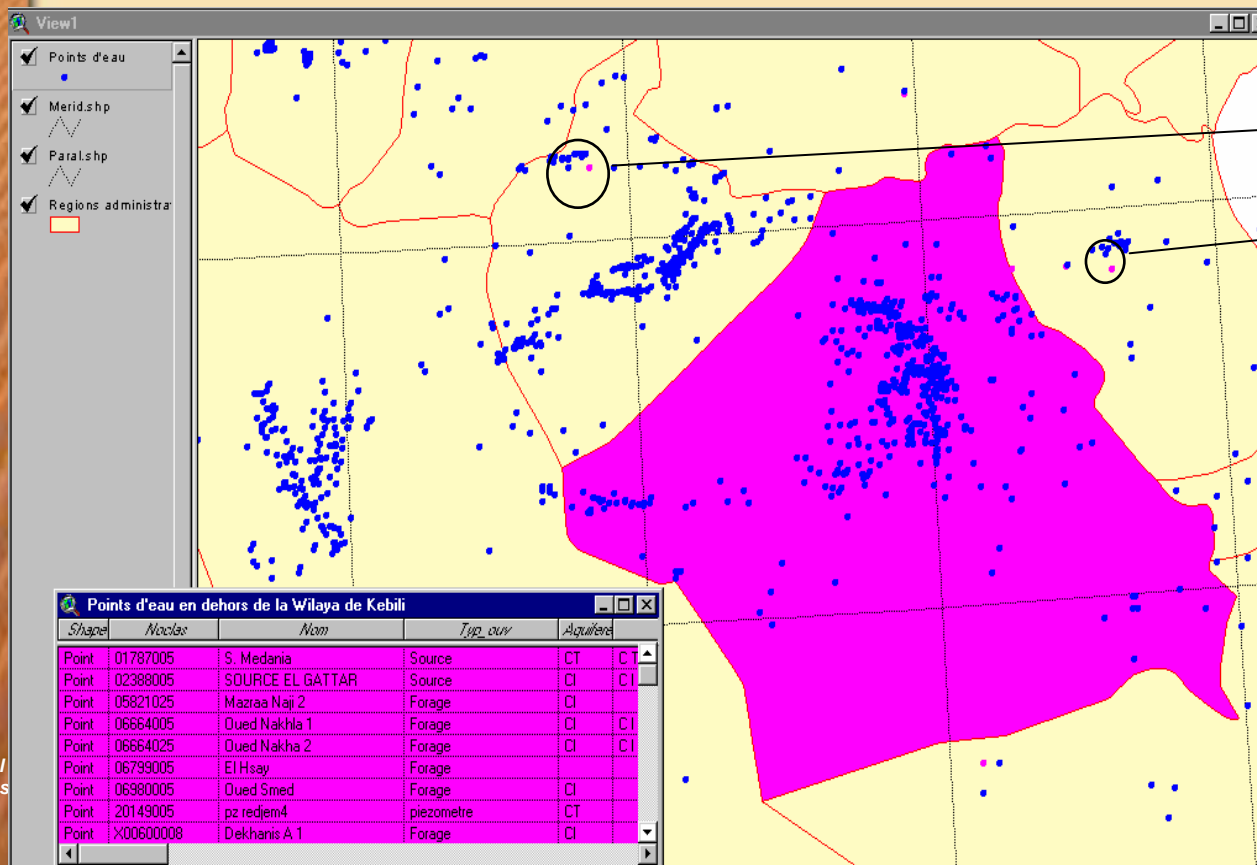 View1
Points d'eau
Merid.shp
Paral.shp
Regions administra
Points d'eau en dehors de la Wilaya de Kebili
Shape Noclas Nom Typ_ouv Aquifere
Point 01787005 S. Medania Source CT C T
Point 02388005 SOURCE EL GATTAR Source CI C I
Point 05821025 Mazraa Naji 2 Forage CI
Point 06664005 Oued Nakhla 1 Forage CI C I
Point 06664025 Oued Nakha 2 Forage CI C I
Point 06799005 El Hsay Forage
Point 06980005 Oued Smed Forage CI
Point 20149005 pz redjem4 piezometre CT
Point X00600008 Dekhanis A 1 Forage CI